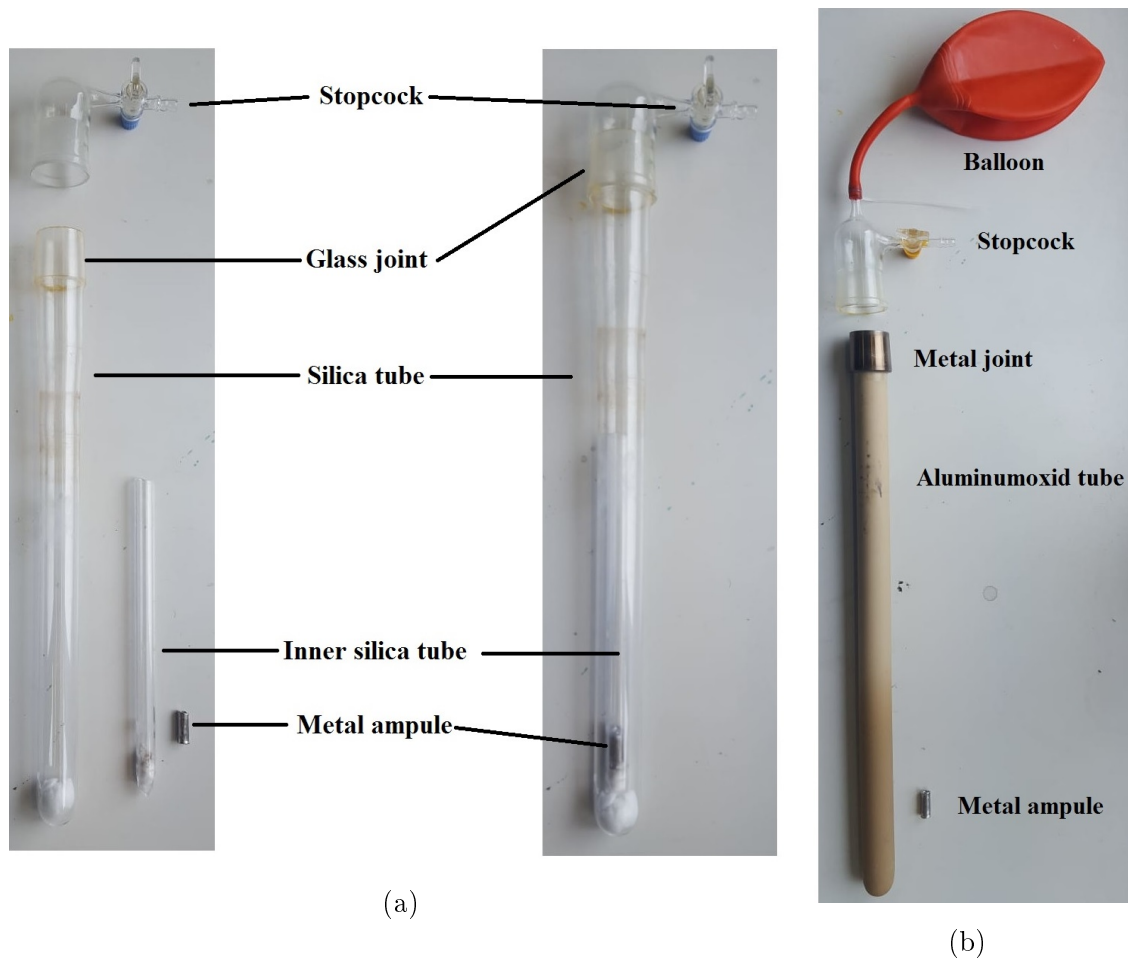 Stopcock
Glass joint
Silica tube
Inner silica tube
Metal ampule
(a)
Balloon
Stopcock
Metal joint
Aluminumoxid tube
Metal ampule
(b)